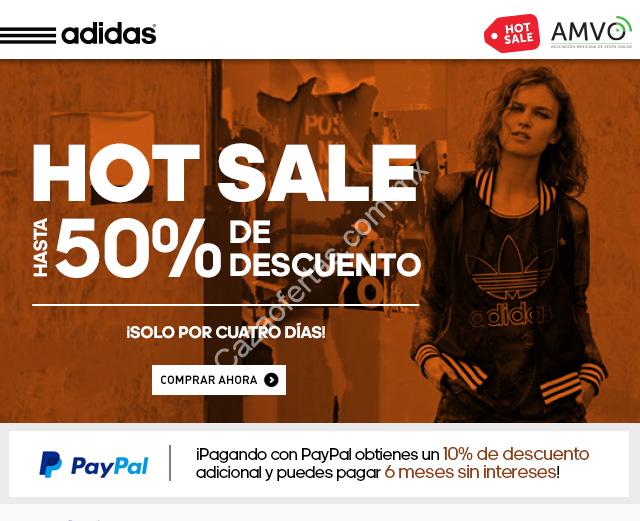 adidas
HOT SALE
AMVO
ASOCIACIÓN MEXICANA DE VENTA ONLINE
HOT SALE
HASTA 50% DE DESCUENTO
¡SOLO POR CUATRO DÍAS!
COMPRAR AHORA
adidas
Cazaofertas.com.mx
PayPal
¡Pagando con PayPal obtienes un 10% de descuento
adicional y puedes pagar 6 meses sin intereses!